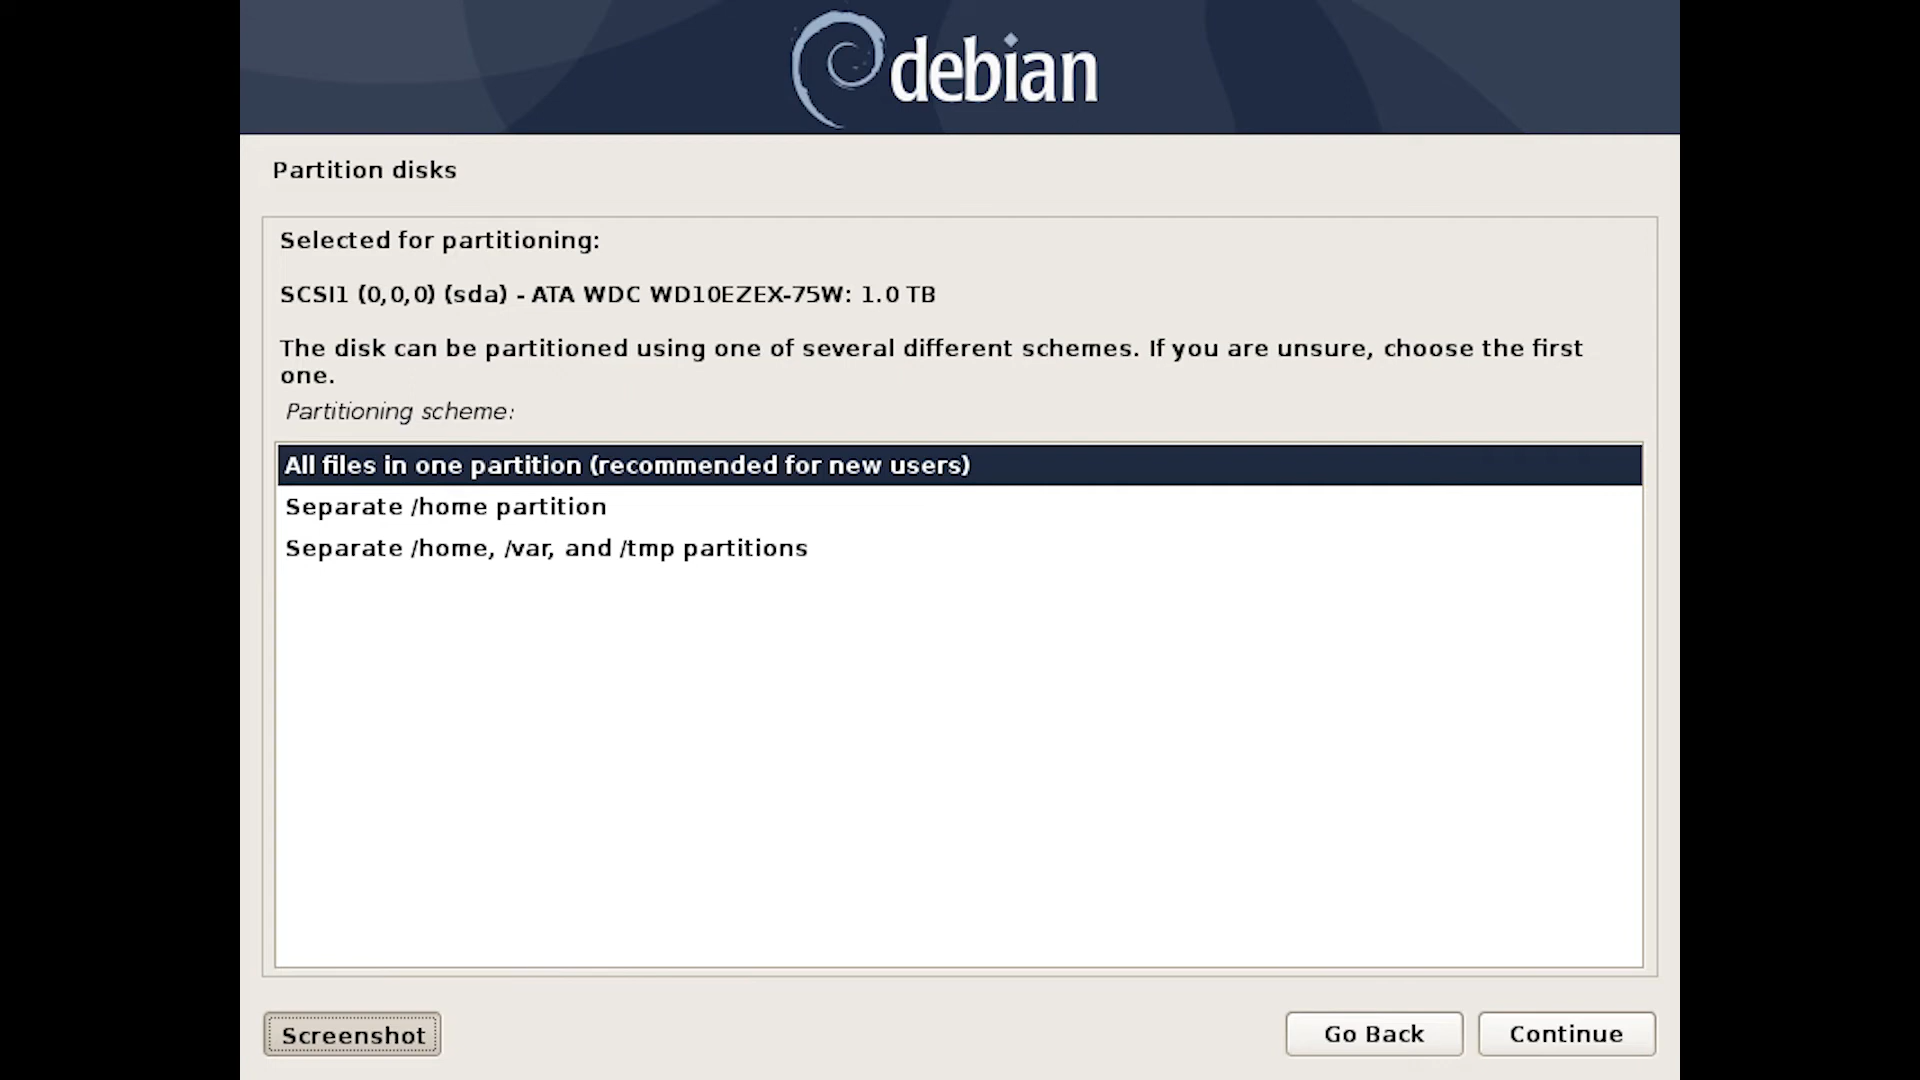 debian
Partition disks
Selected for partitioning:
SCSI1 (0,0,0) (sda) - ATA WDC WD10EZEX-75W: 1.0 TB
The disk can be partitioned using one of several different schemes. If you are unsure, choose the first
one.
Partitioning scheme:
All files in one partition (recommended for new users)
Separate /home partition
Separate /home, /var, and /tmp partitions
Screenshot
Go Back
Continue